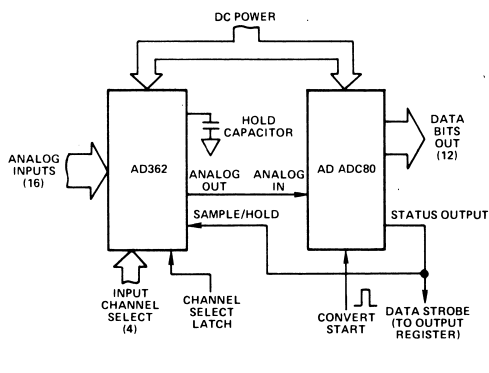 DC POWER
HOLD
CAPACITOR
DATA
BITS
OUT
(12)
ANALOG
INPUTS
(16)
AD362
AD ADC80
ANALOG
OUT
ANALOG
IN
SAMPLE/HOLD
STATUS OUTPUT
INPUT
CHANNEL
SELECT
(4)
CHANNEL
SELECT
LATCH
CONVERT
START
DATA STROBE
(TO OUTPUT
REGISTER)